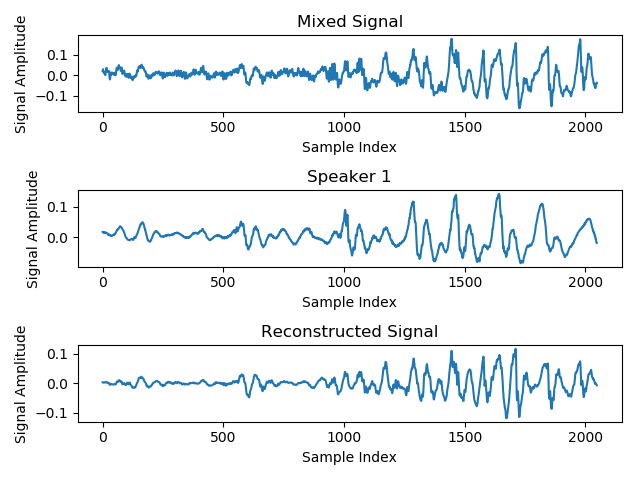 Mixed Signal
Signal Amplitude
0.1
0.0
−0.1
0 500 1000 1500 2000
Sample Index
Speaker 1
Signal Amplitude
0.1
0.0
0 500 1000 1500 2000
Sample Index
Reconstructed Signal
Signal Amplitude
0.1
0.0
−0.1
0 500 1000 1500 2000
Sample Index